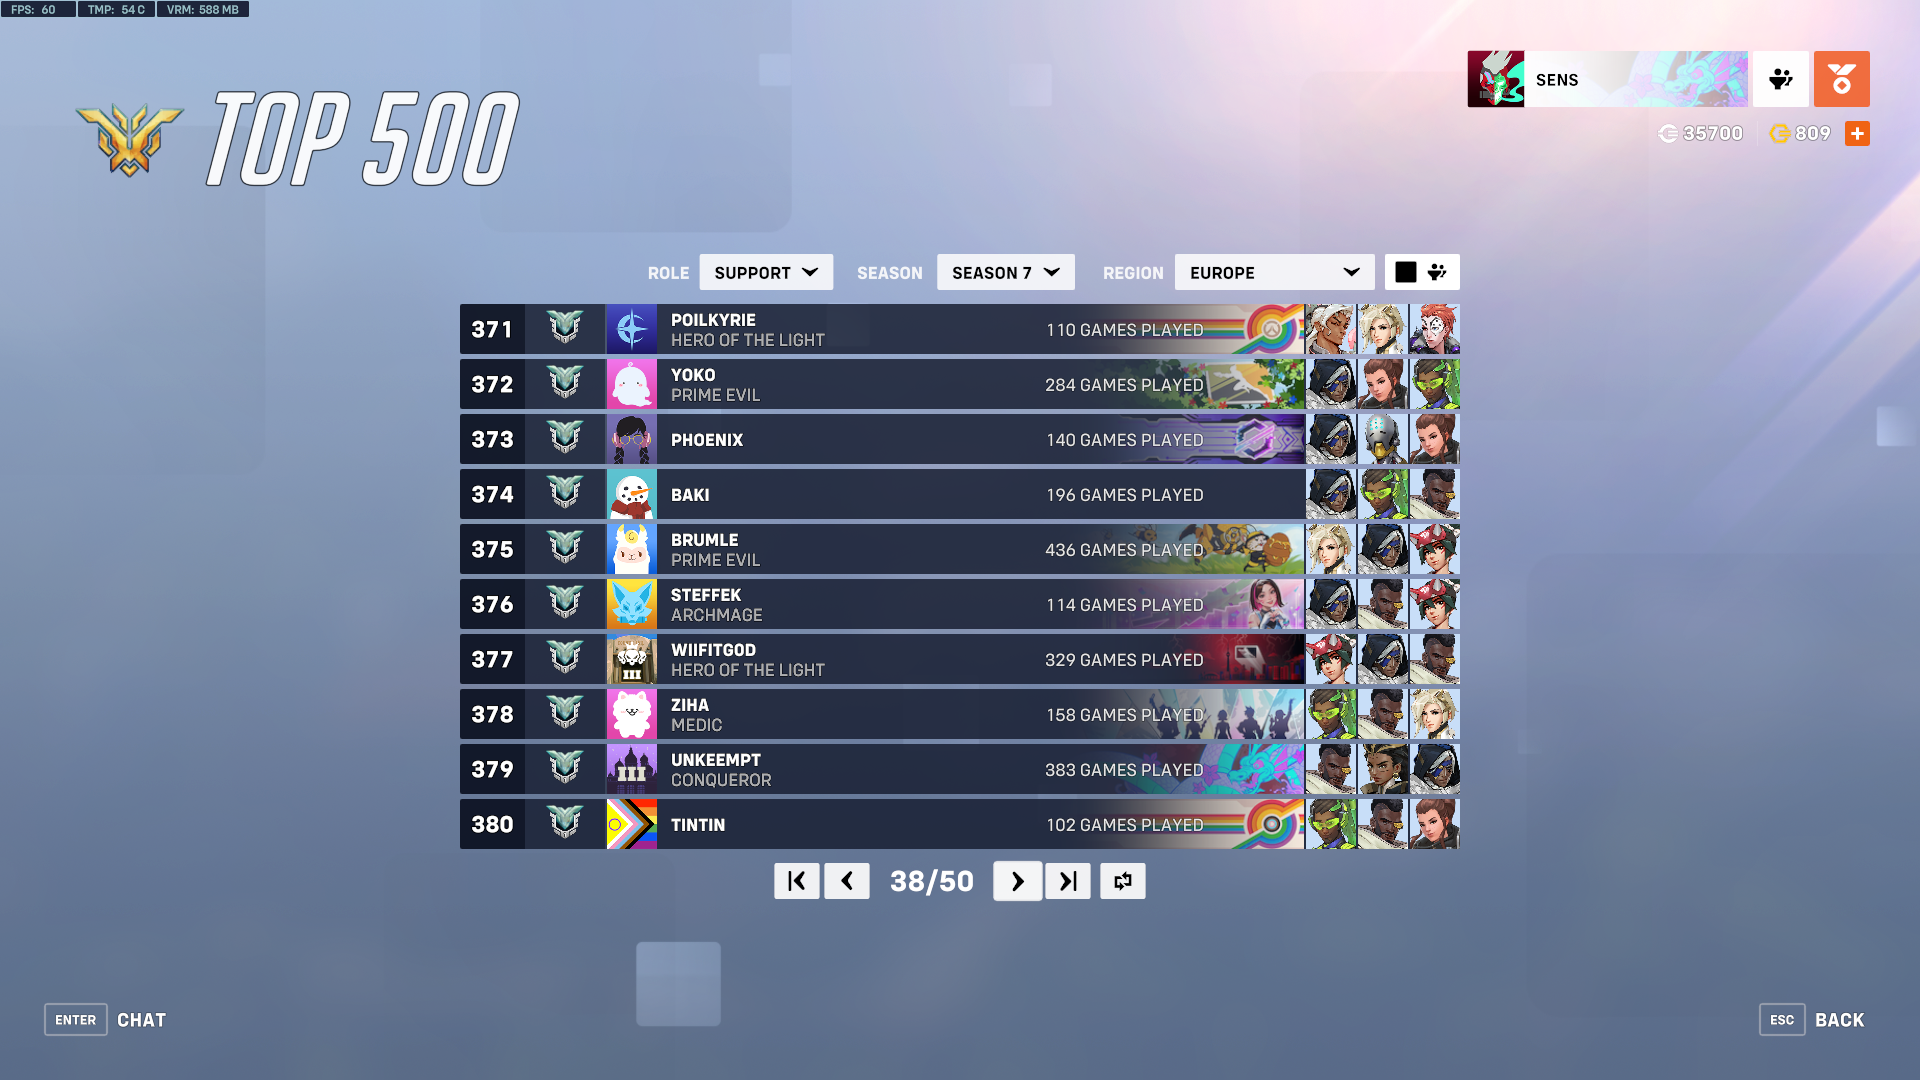 FPS: 60 TMP: 54 C VRM: 588 MB
TOP 500
SENS
35700 809
ROLE SUPPORT SEASON SEASON 7 REGION EUROPE
371 POILKYRIE 110 GAMES PLAYED
HERO OF THE LIGHT
372 YOKO 284 GAMES PLAYED
PRIME EVIL
373 PHOENIX 140 GAMES PLAYED
374 BAKI 196 GAMES PLAYED
375 BRUMLE 436 GAMES PLAYED
PRIME EVIL
376 STEFFEK 114 GAMES PLAYED
ARCHMAGE
377 WIIFITGOD 329 GAMES PLAYED
HERO OF THE LIGHT
III
378 ZIHA 158 GAMES PLAYED
MEDIC
379 UNKEEMPT 383 GAMES PLAYED
CONQUEROR
III
380 TINTIN 102 GAMES PLAYED
38/50
ENTER CHAT
ESC BACK